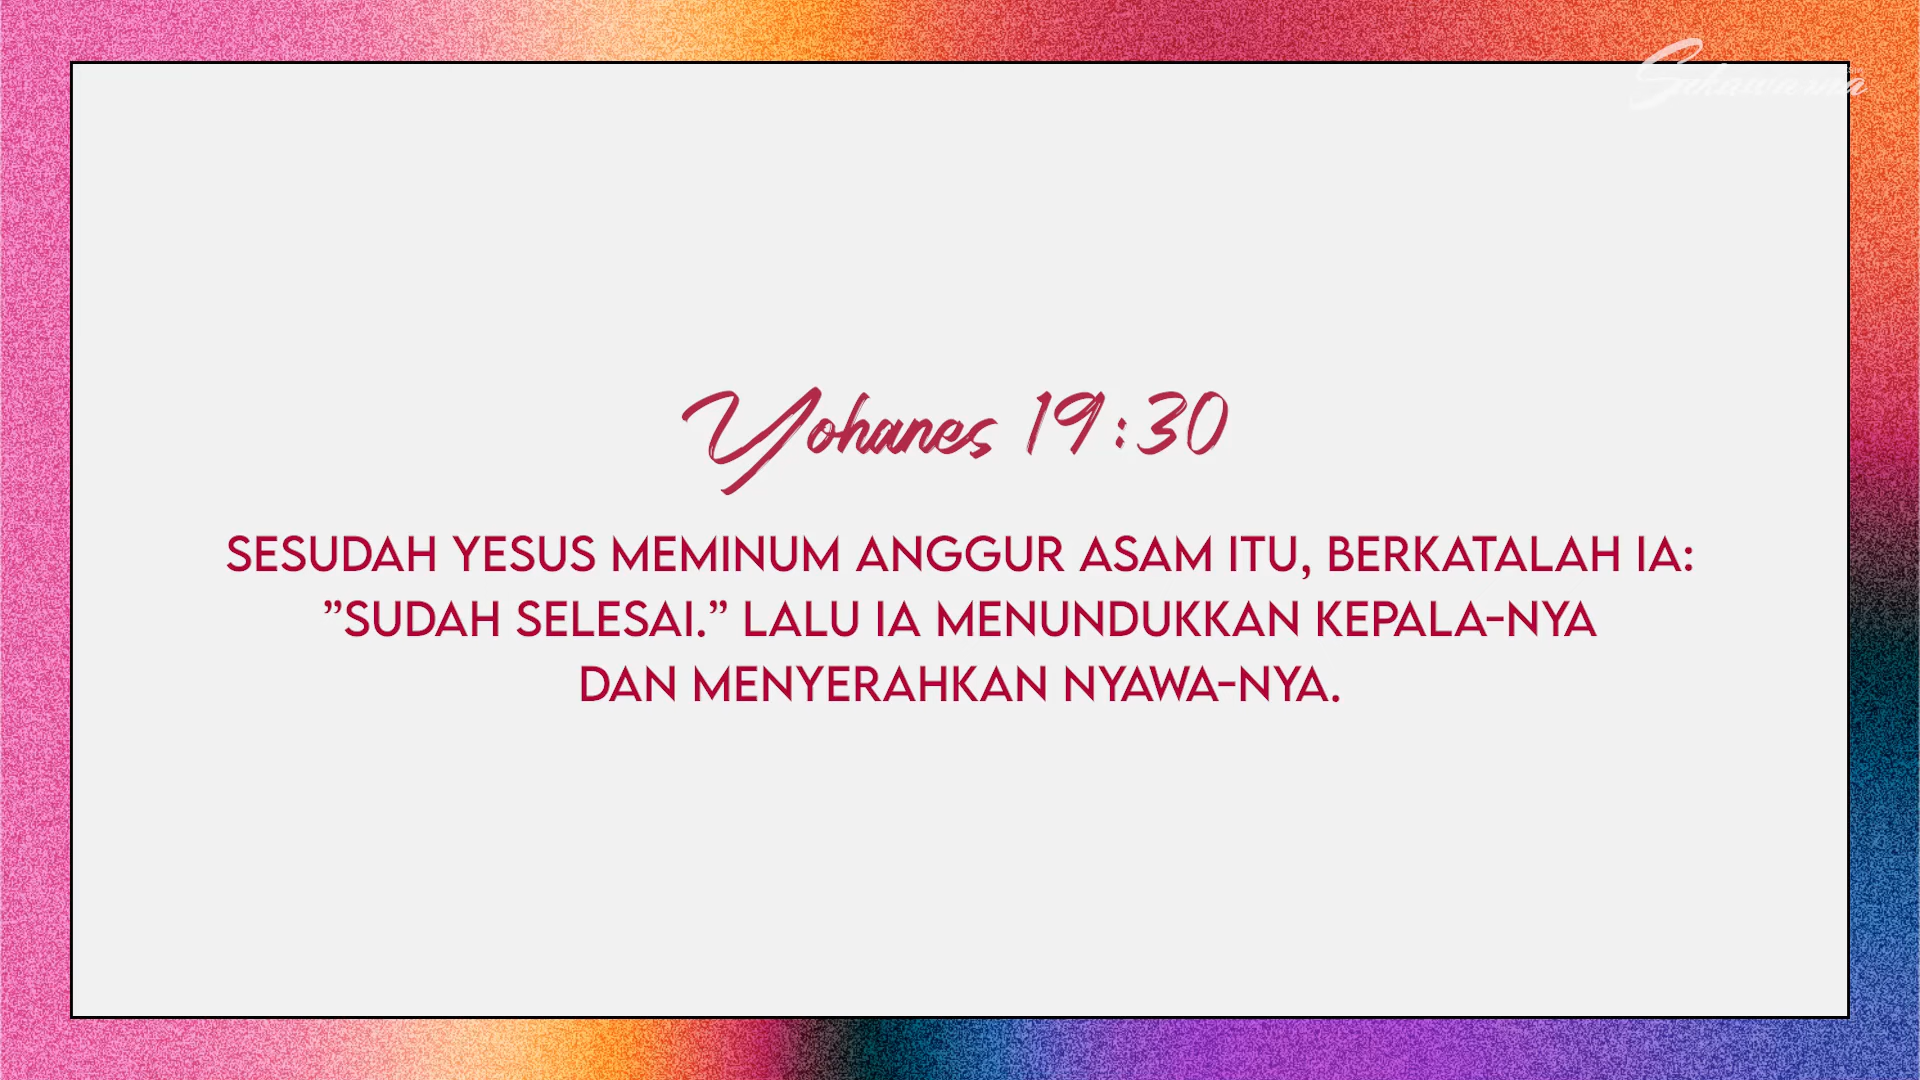 Sukawarna
Yohanes 19:30
SESUDAH YESUS MEMINUM ANGGUR ASAM ITU, BERKATALAH IA:
”SUDAH SELESAI.” LALU IA MENUNDUKKAN KEPALA-NYA
DAN MENYERAHKAN NYAWA-NYA.